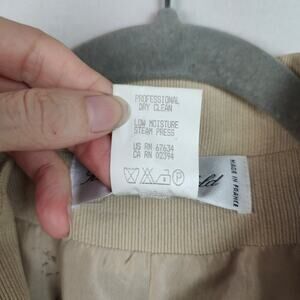 PROFESSIONAL
DRY CLEAN
LOW MOISTURE
STEAM PRESS
US RN 67634
CA RN 02394
MADE IN FRANCE